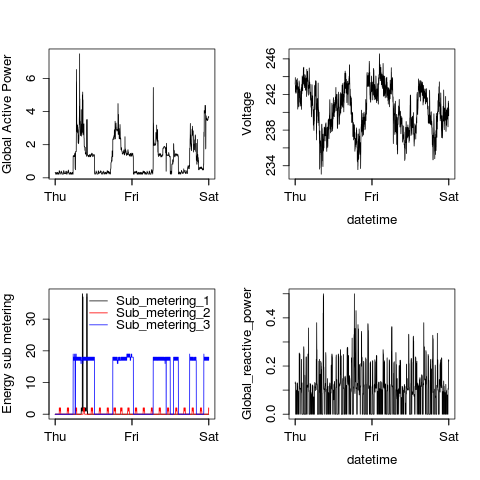 Global Active Power
0 2 4 6
Thu Fri Sat
Voltage
234 238 242 246
Thu Fri Sat
datetime
Energy sub metering
0 10 20 30
Sub_metering_1
Sub_metering_2
Sub_metering_3
Thu Fri Sat
Global_reactive_power
0.0 0.2 0.4
Thu Fri Sat
datetime